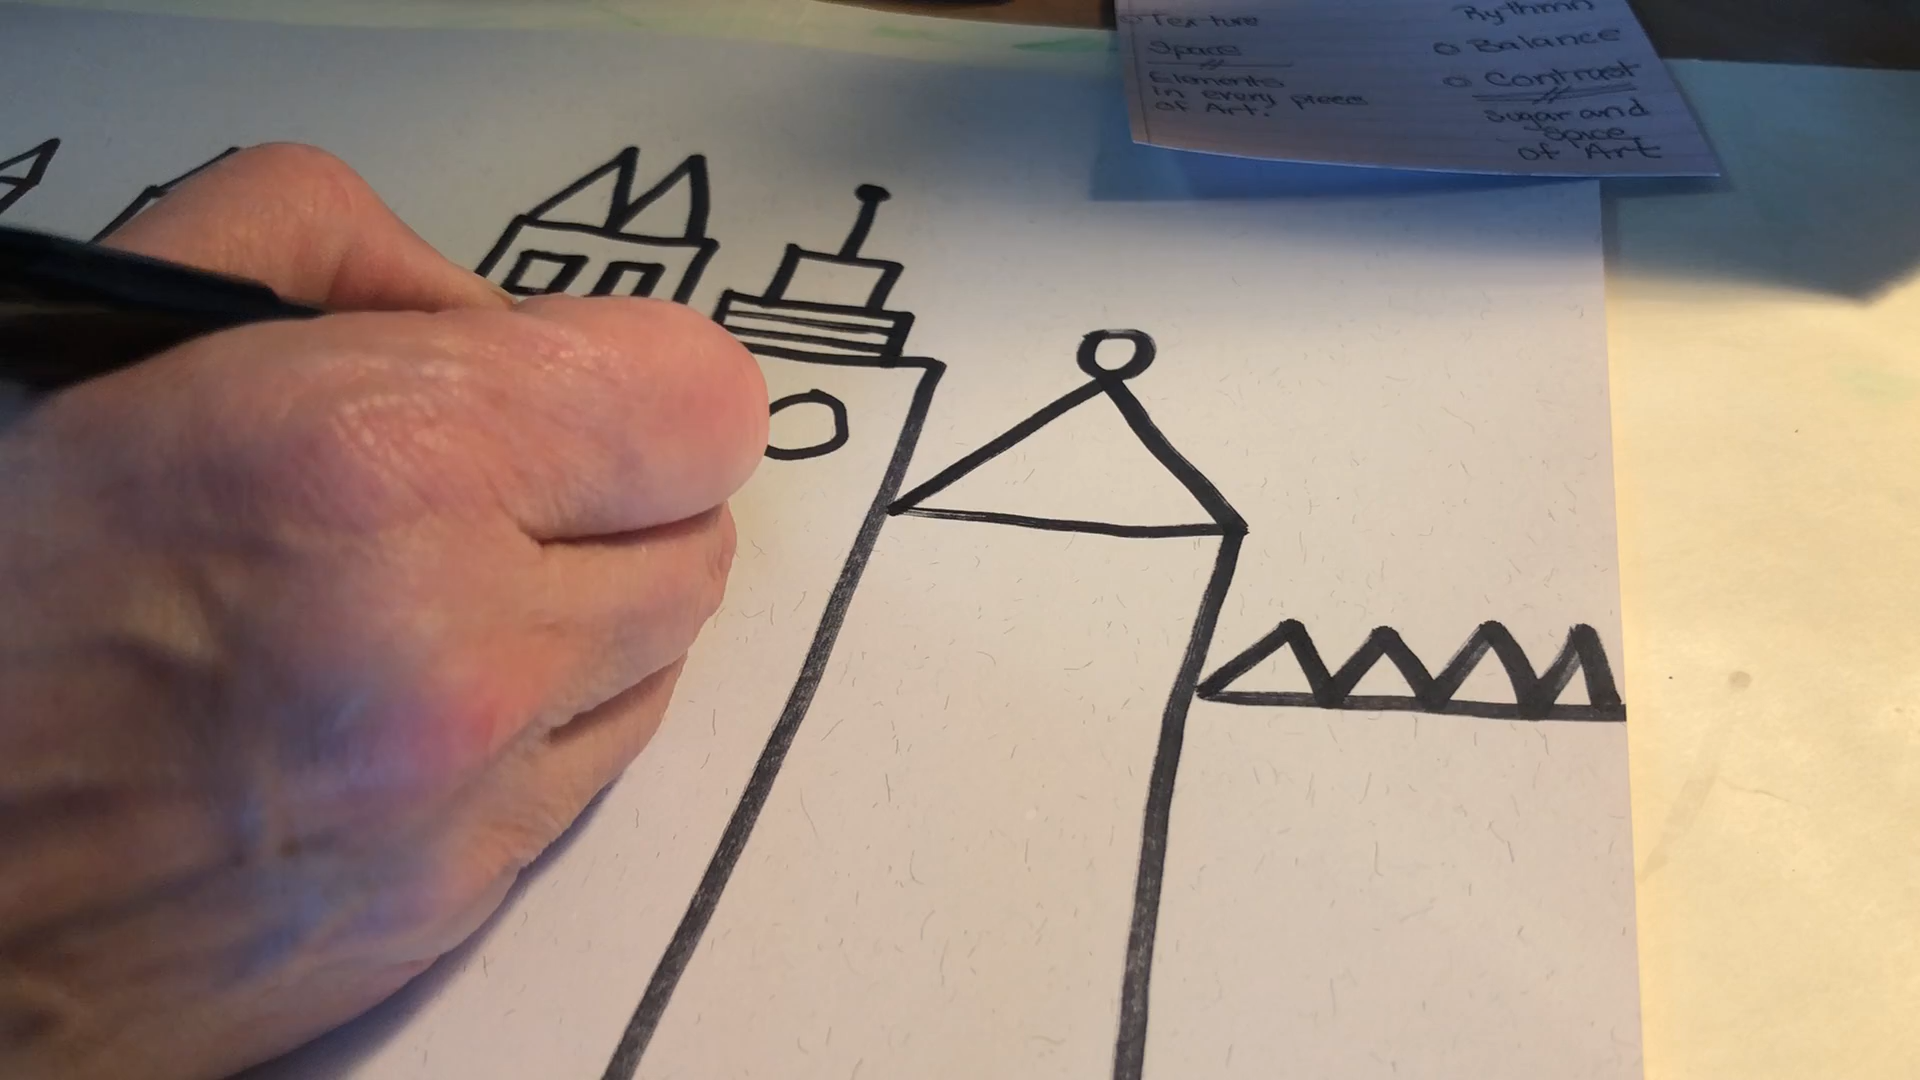 Texture
Space
Elements
in every piece
of Art.
Rythmn
Balance
Contrast
Sugar and
Spice
of Art